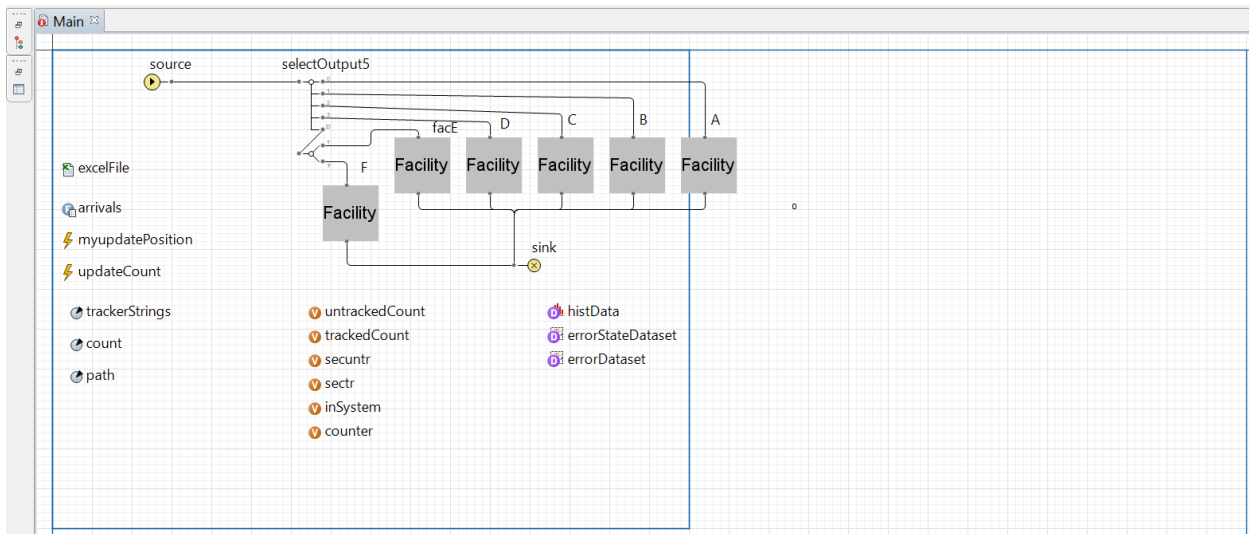 Main
source
selectOutput5
facE
D
C
B
A
F
Facility
Facility
Facility
Facility
Facility
Facility
sink
excelFile
arrivals
myupdatePosition
updateCount
trackerStrings
count
path
untrackedCount
trackedCount
secuntr
sectr
inSystem
counter
histData
errorStateDataset
errorDataset